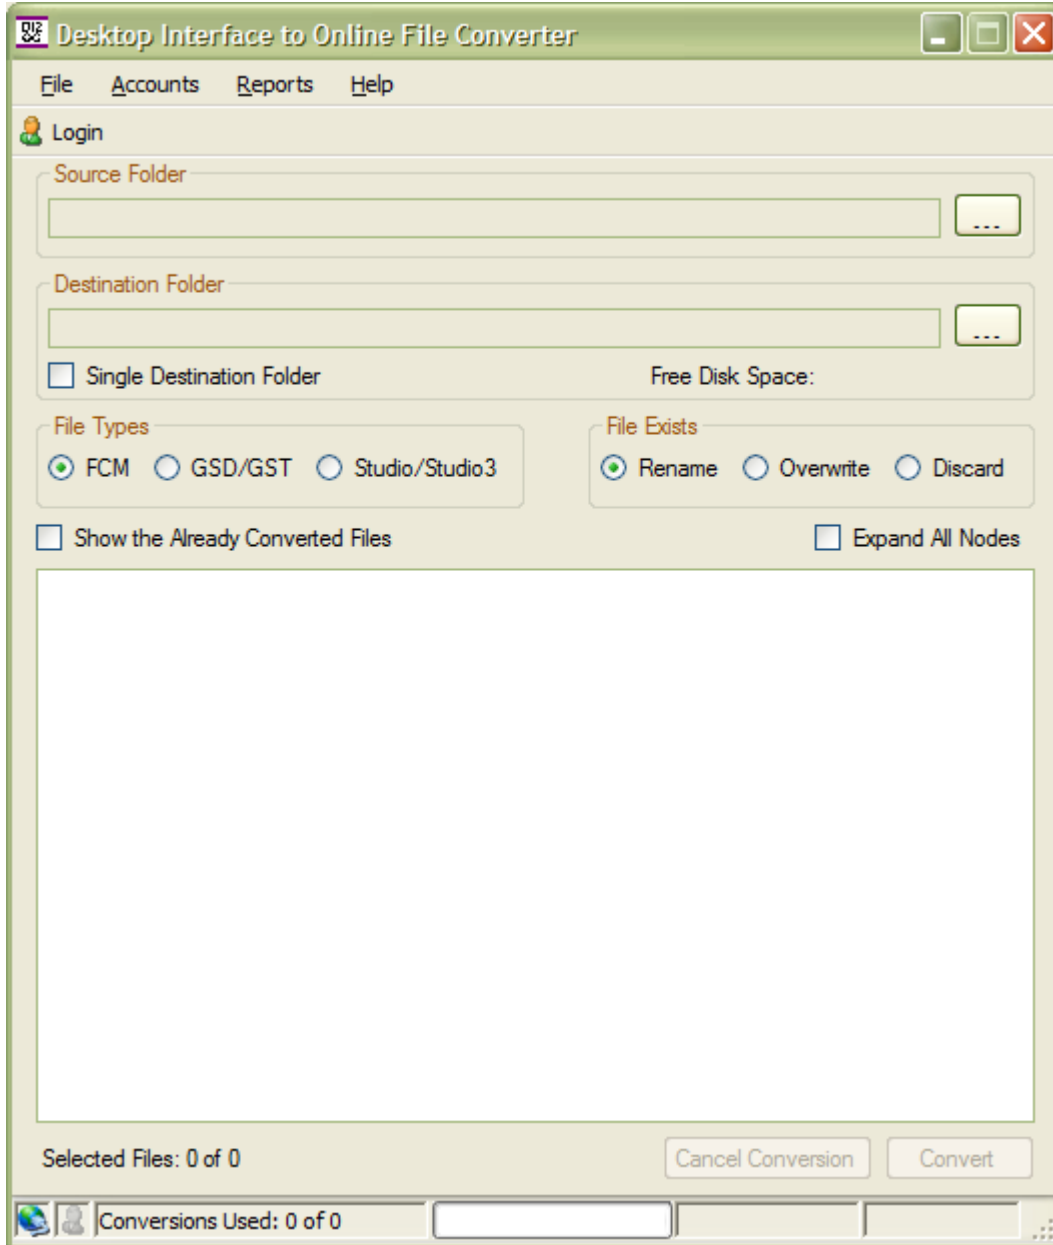 Desktop Interface to Online File Converter
File Accounts Reports Help
Login
Source Folder
...
Destination Folder
...
Single Destination Folder Free Disk Space:
File Types File Exists
FCM GSD/GST Studio/Studio3 Rename Overwrite Discard
Show the Already Converted Files Expand All Nodes
Selected Files: 0 of 0 Cancel Conversion Convert
Conversions Used: 0 of 0